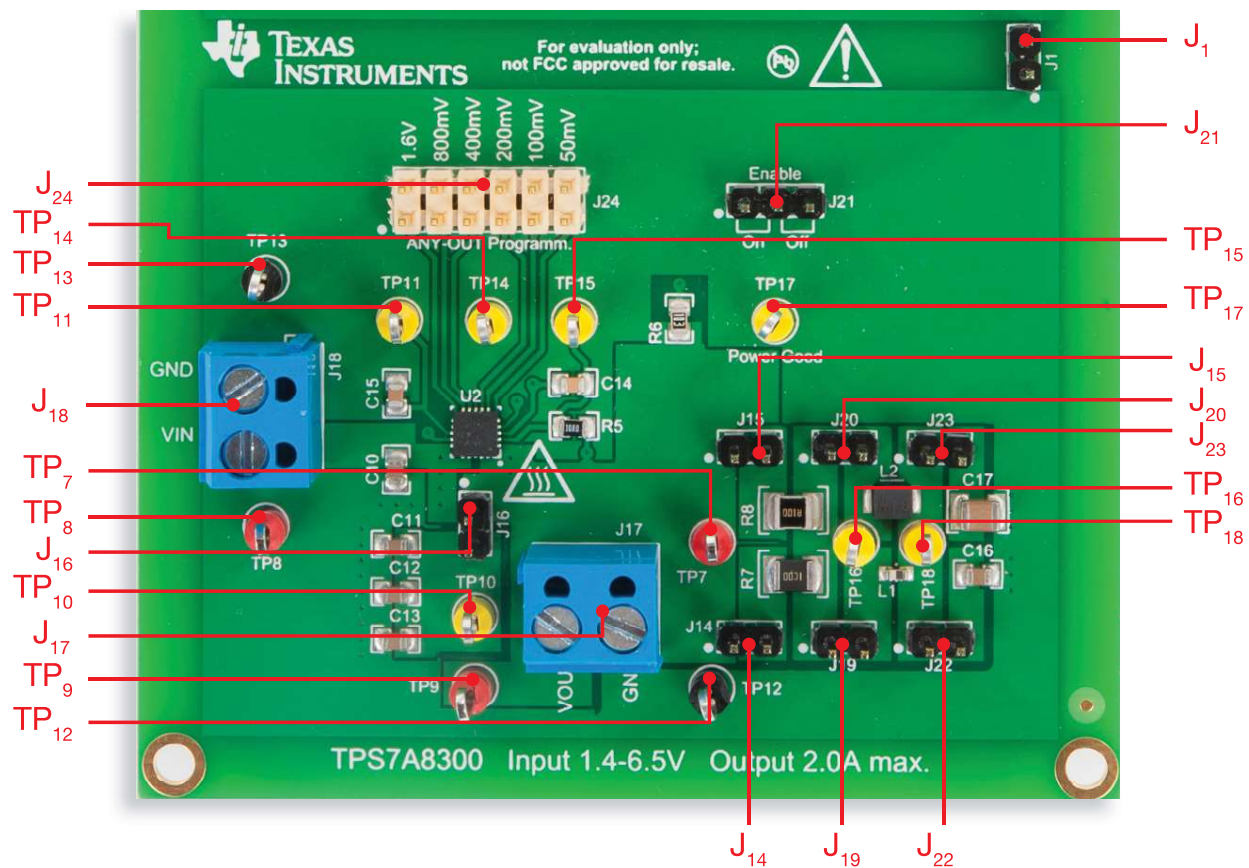 TEXAS
INSTRUMENTS
For evaluation only;
not FCC approved for resale.
Pb
J1
J1
1.6V
800mV
400mV
200mV
100mV
50mV
Enable
J21
J21
J24
J24
ANY-OUT Programm.
On
Off
TP14
TP13
TP13
TP11
TP11
TP14
TP15
TP15
TP17
TP17
R6
Power Good
GND
J18
VIN
J18
C15
U2
C14
R5
J15
J20
J23
J15
J20
J23
TP7
C10
L2
C17
TP16
TP8
TP8
J16
J16
C11
J17
R8
R100
TP7
TP18
C12
TP10
TP10
R7
1C00
TP16
L1
TP18
C16
C13
J17
J14
J19
J22
TP9
TP9
VOU
GN
TP12
TP12
TPS7A8300 Input 1.4-6.5V Output 2.0A max.
J14
J19
J22